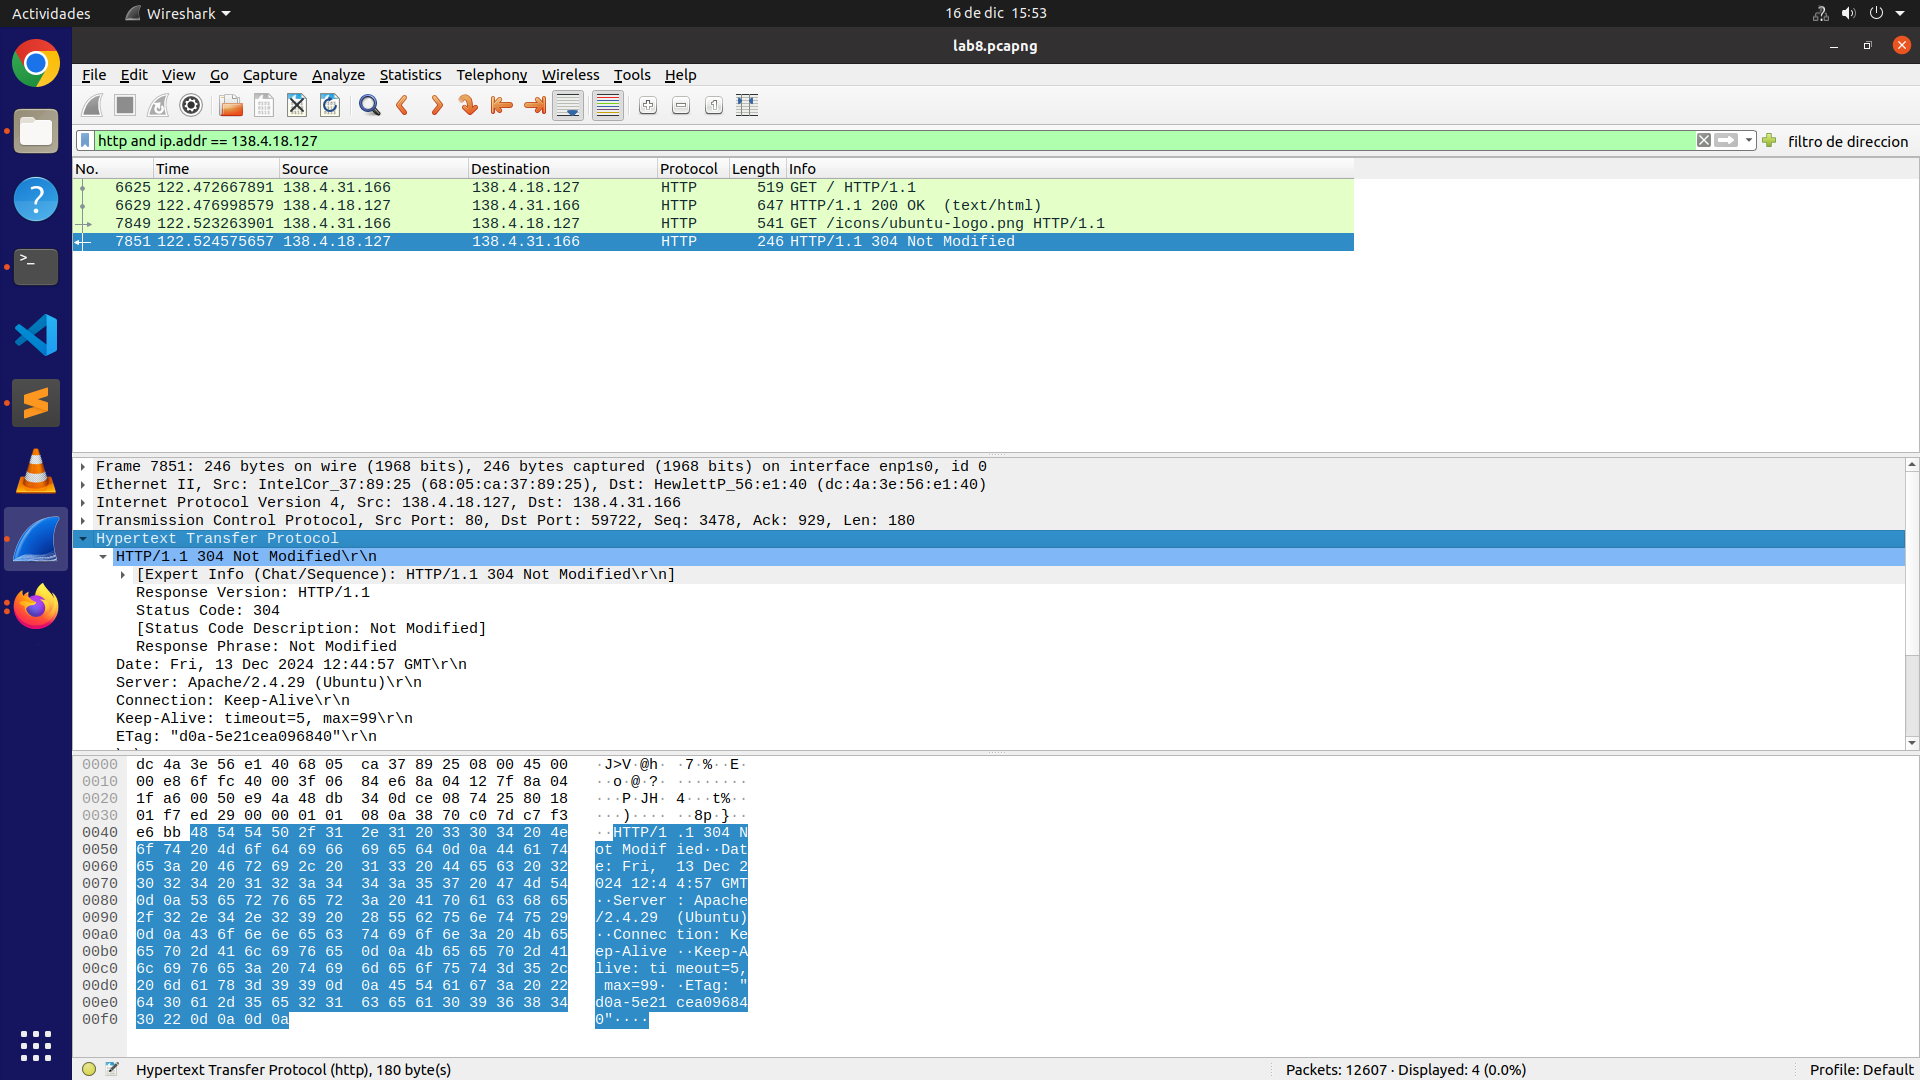 Actividades Wireshark 16 de dic 15:53
lab8.pcapng
File Edit View Go Capture Analyze Statistics Telephony Wireless Tools Help
http and ip.addr == 138.4.18.127 filtro de direccion
No. Time Source Destination Protocol Length Info
6625 122.472667891 138.4.31.166 138.4.18.127 HTTP 519 GET / HTTP/1.1
6629 122.476998579 138.4.18.127 138.4.31.166 HTTP 647 HTTP/1.1 200 OK (text/html)
7849 122.523263901 138.4.31.166 138.4.18.127 HTTP 541 GET /icons/ubuntu-logo.png HTTP/1.1
7851 122.524575657 138.4.18.127 138.4.31.166 HTTP 246 HTTP/1.1 304 Not Modified
Frame 7851: 246 bytes on wire (1968 bits), 246 bytes captured (1968 bits) on interface enp1s0, id 0
Ethernet II, Src: IntelCor_37:89:25 (68:05:ca:37:89:25), Dst: HewlettP_56:e1:40 (dc:4a:3e:56:e1:40)
Internet Protocol Version 4, Src: 138.4.18.127, Dst: 138.4.31.166
Transmission Control Protocol, Src Port: 80, Dst Port: 59722, Seq: 3478, Ack: 929, Len: 180
Hypertext Transfer Protocol
HTTP/1.1 304 Not Modified\r\n
[Expert Info (Chat/Sequence): HTTP/1.1 304 Not Modified\r\n]
Response Version: HTTP/1.1
Status Code: 304
[Status Code Description: Not Modified]
Response Phrase: Not Modified
Date: Fri, 13 Dec 2024 12:44:57 GMT\r\n
Server: Apache/2.4.29 (Ubuntu)\r\n
Connection: Keep-Alive\r\n
Keep-Alive: timeout=5, max=99\r\n
ETag: "d0a-5e21cea096840"\r\n
0000 dc 4a 3e 56 e1 40 68 05 ca 37 89 25 08 00 45 00 ·J>V·@h· ·7·%··E·
0010 00 e8 6f fc 40 00 3f 06 84 e6 8a 04 12 7f 8a 04 ··o·@·?· ········
0020 1f a6 00 50 e9 4a 48 db 34 0d ce 08 74 25 80 18 ···P·JH· 4···t%··
0030 01 f7 ed 29 00 00 01 01 08 0a 38 70 c0 7d c7 f3 ···)···· ··8p·}··
0040 e6 bb 48 54 54 50 2f 31 2e 31 20 33 30 34 20 4e ··HTTP/1 .1 304 N
0050 6f 74 20 4d 6f 64 69 66 69 65 64 0d 0a 44 61 74 ot Modif ied··Dat
0060 65 3a 20 46 72 69 2c 20 31 33 20 44 65 63 20 32 e: Fri,  13 Dec 2
0070 30 32 34 20 31 32 3a 34 34 3a 35 37 20 47 4d 54 024 12:4 4:57 GMT
0080 0d 0a 53 65 72 76 65 72 3a 20 41 70 61 63 68 65 ··Server : Apache
0090 2f 32 2e 34 2e 32 39 20 28 55 62 75 6e 74 75 29 /2.4.29  (Ubuntu)
00a0 0d 0a 43 6f 6e 6e 65 63 74 69 6f 6e 3a 20 4b 65 ··Connec tion: Ke
00b0 65 70 2d 41 6c 69 76 65 0d 0a 4b 65 65 70 2d 41 ep-Alive ··Keep-A
00c0 6c 69 76 65 3a 20 74 69 6d 65 6f 75 74 3d 35 2c live: ti meout=5,
00d0 20 6d 61 78 3d 39 39 0d 0a 45 54 61 67 3a 20 22  max=99· ·ETag: "
00e0 64 30 61 2d 35 65 32 31 63 65 61 30 39 36 38 34 d0a-5e21 cea09684
00f0 30 22 0d 0a 0d 0a 0"····
Hypertext Transfer Protocol (http), 180 byte(s) Packets: 12607 · Displayed: 4 (0.0%) Profile: Default